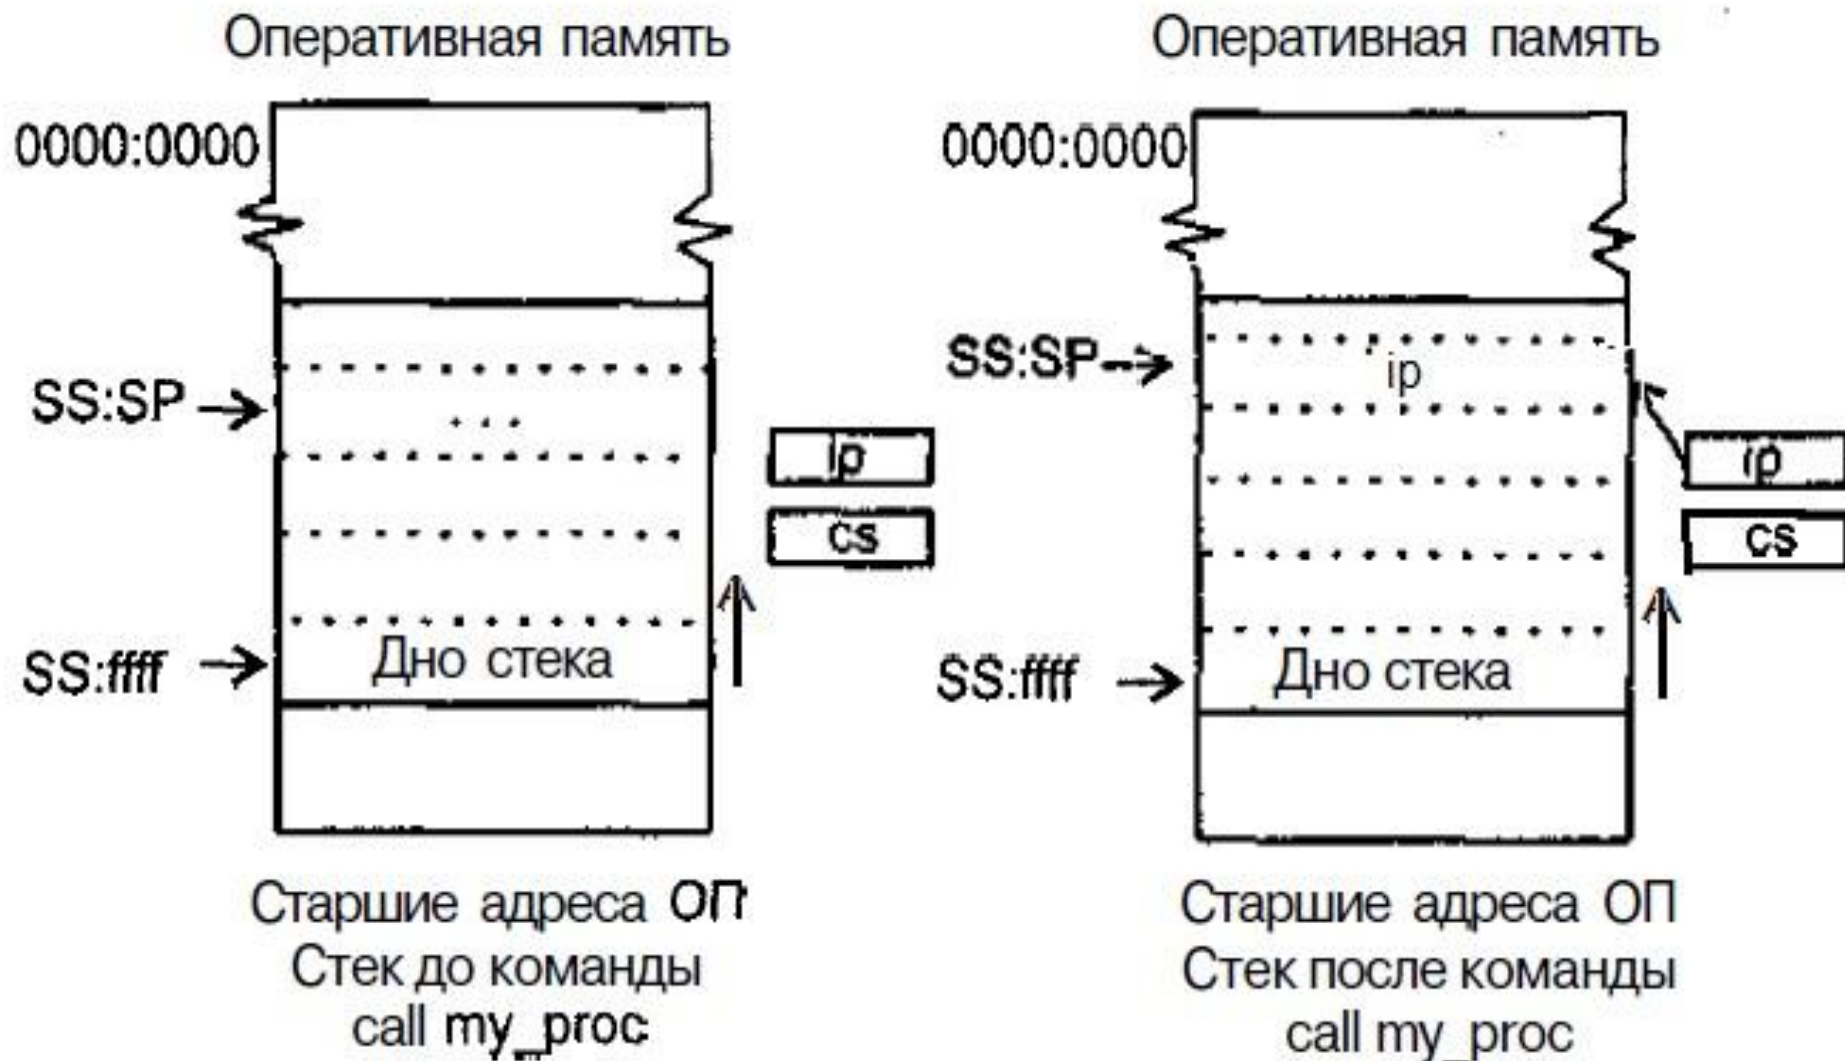 Оперативная память
0000:0000
SS:SP
...
ip
cs
SS:ffff
Дно стека
Старшие адреса ОП
Стек до команды
call my_proc
Оперативная память
0000:0000
SS:SP
ip
ip
cs
SS:ffff
Дно стека
Старшие адреса ОП
Стек после команды
call my_proc